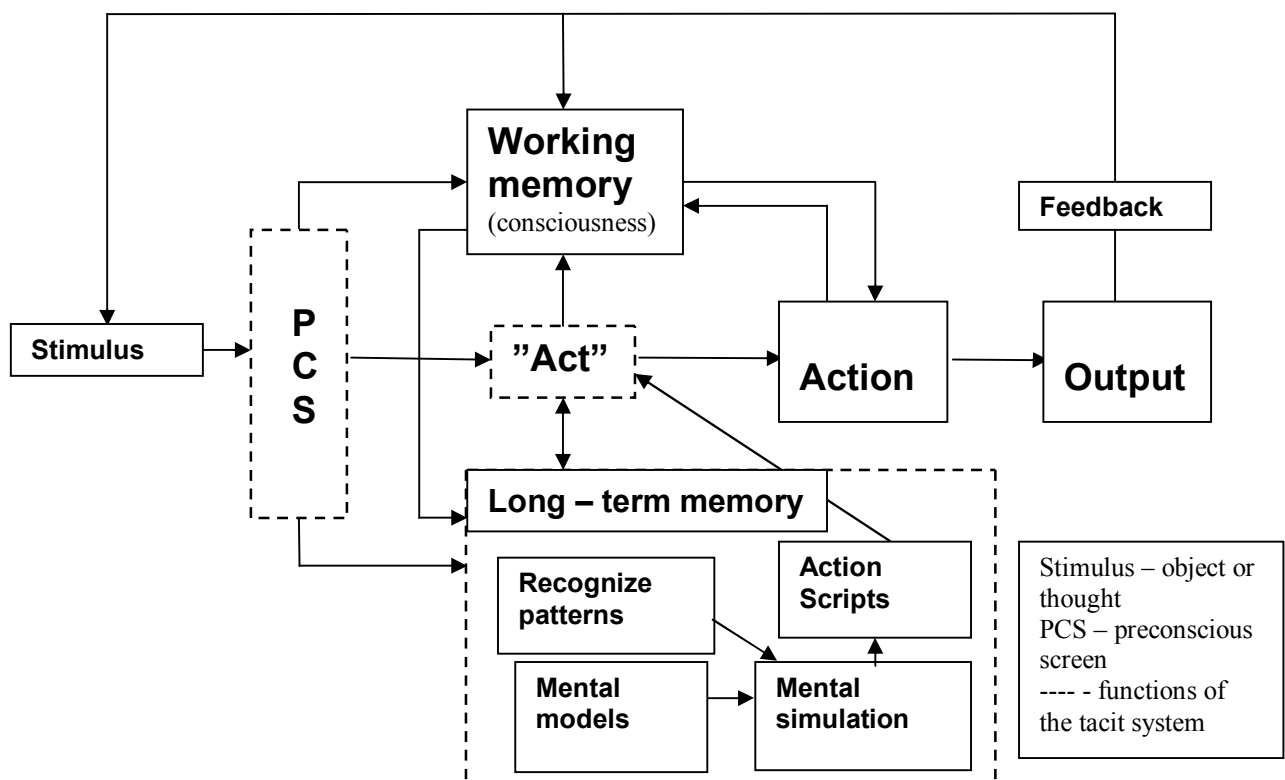 Working
memory
(consciousness)
Feedback
Stimulus
P
C
S
”Act”
Action
Output
Long – term memory
Recognize
patterns
Action
Scripts
Mental
models
Mental
simulation
Stimulus – object or
thought
PCS – preconscious
screen
---- - functions of
the tacit system